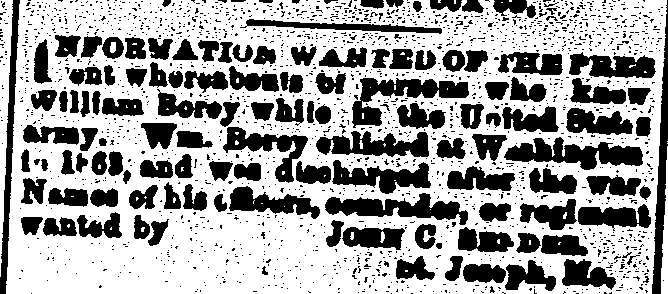 INFORMATION WANTED OF THE PRES
ent whereabouts of persons who knew
William Borey while in the United States
army. Wm. Borey enlisted at Washington
in 1863, and was discharged after the war.
Names of his officers, comrades, or regiment
wanted by
JOHN C.
St. Joseph, Mo.